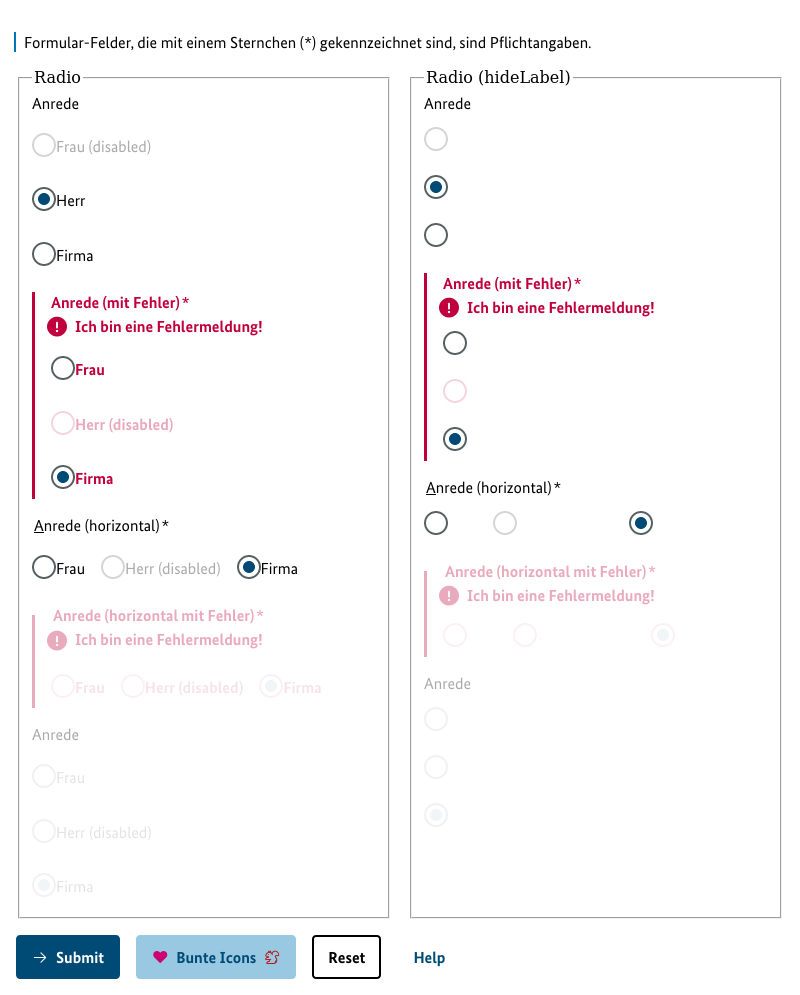 Formular-Felder, die mit einem Sternchen (*) gekennzeichnet sind, sind Pflichtangaben.
Radio
Anrede
Frau (disabled)
Herr
Firma
Anrede (mit Fehler)*
Ich bin eine Fehlermeldung!
Frau
Herr (disabled)
Firma
Anrede (horizontal)*
Frau Herr (disabled) Firma
Anrede (horizontal mit Fehler)*
Ich bin eine Fehlermeldung!
Frau Herr (disabled) Firma
Anrede
Frau
Herr (disabled)
Firma
Radio (hideLabel)
Anrede
Anrede (mit Fehler)*
Ich bin eine Fehlermeldung!
Anrede (horizontal)*
Anrede (horizontal mit Fehler)*
Ich bin eine Fehlermeldung!
Anrede
Submit Bunte Icons Reset Help